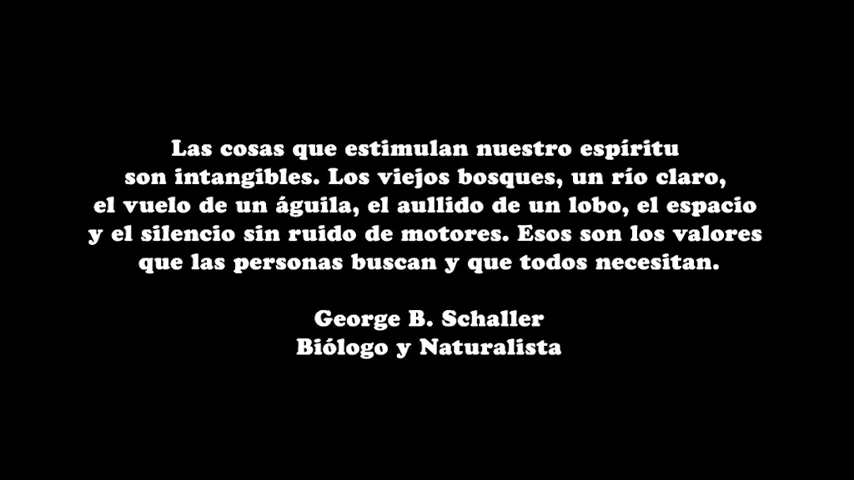 Las cosas que estimulan nuestro espíritu
son intangibles. Los viejos bosques, un río claro,
el vuelo de un águila, el aullido de un lobo, el espacio
y el silencio sin ruido de motores. Esos son los valores
que las personas buscan y que todos necesitan.
George B. Schaller
Biólogo y Naturalista